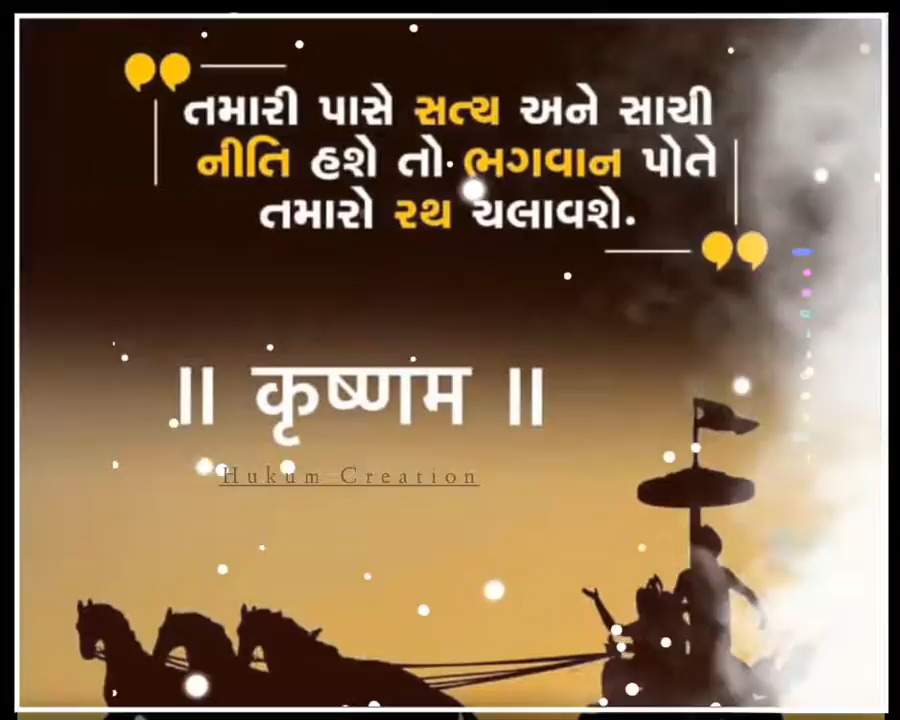 તમારી પાસે સત્ય અને સાચી
નીતિ હશે તો ભગવાન પોતે
તમારો રથ ચલાવશે.
॥ कृष्णम ॥
Hukum Creation